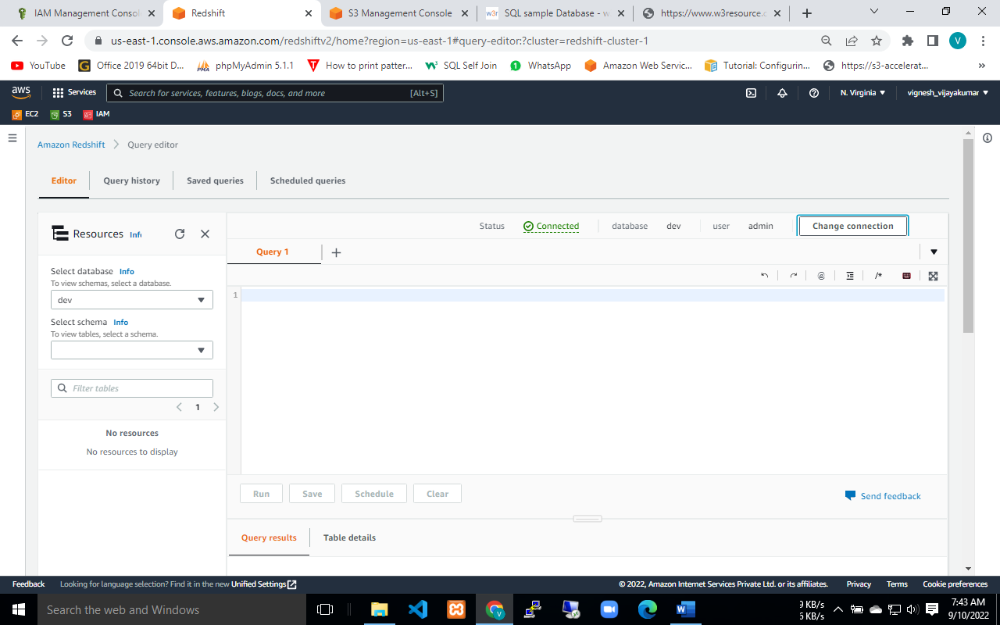 IAM Management Consol
Redshift
S3 Management Console
w3r
SQL sample Database - w
https://www.w3resource.c
us-east-1.console.aws.amazon.com/redshiftv2/home?region=us-east-1#query-editor:?cluster=redshift-cluster-1
V
YouTube
Office 2019 64bit D...
phpMyAdmin 5.1.1
How to print patter...
SQL Self Join
WhatsApp
Amazon Web Servic...
Tutorial: Configurin...
https://s3-accelerat...
»
aws
Services
Search for services, features, blogs, docs, and more
[Alt+S]
N. Virginia
vignesh_vijayakumar
EC2
S3
IAM
Amazon Redshift
Query editor
Editor
Query history
Saved queries
Scheduled queries
Resources
Info
Status
Connected
database
dev
user
admin
Change connection
Query 1
Select database Info
To view schemas, select a database.
dev
Select schema Info
To view tables, select a schema.
Filter tables
1
No resources
No resources to display
@
/*
1
Run
Save
Schedule
Clear
Send feedback
Query results
Table details
Feedback
Looking for language selection? Find it in the new Unified Settings
© 2022, Amazon Internet Services Private Ltd. or its affiliates.
Privacy
Terms
Cookie preferences
Search the web and Windows
9 KB/s
6 KB/s
7:43 AM
9/10/2022